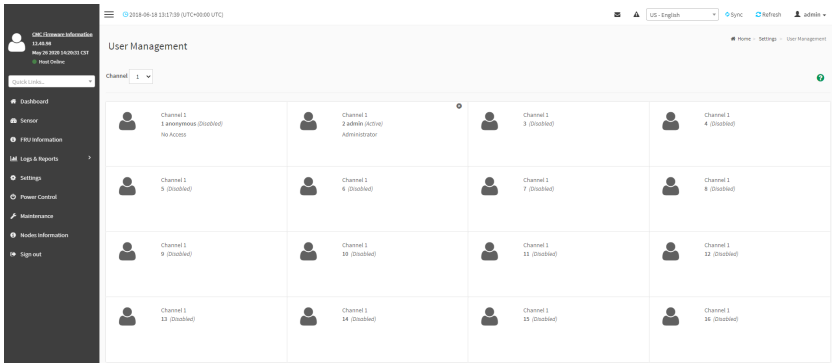 2018-06-18 13:17:39 (UTC+00:00 UTC)
US - English
Sync
Refresh
admin
CMC Firmware Information
12.40.98
May 26 2020 14:29:31 CST
Host Online
Quick Links...
Dashboard
Sensor
FRU Information
Logs & Reports
Settings
Power Control
Maintenance
Nodes Information
Sign out
User Management
Home
Settings
User Management
Channel 1
Channel 1
1 anonymous (Disabled)
No Access
Channel 1
2 admin (Active)
Administrator
Channel 1
3 (Disabled)
Channel 1
4 (Disabled)
Channel 1
5 (Disabled)
Channel 1
6 (Disabled)
Channel 1
7 (Disabled)
Channel 1
8 (Disabled)
Channel 1
9 (Disabled)
Channel 1
10 (Disabled)
Channel 1
11 (Disabled)
Channel 1
12 (Disabled)
Channel 1
13 (Disabled)
Channel 1
14 (Disabled)
Channel 1
15 (Disabled)
Channel 1
16 (Disabled)